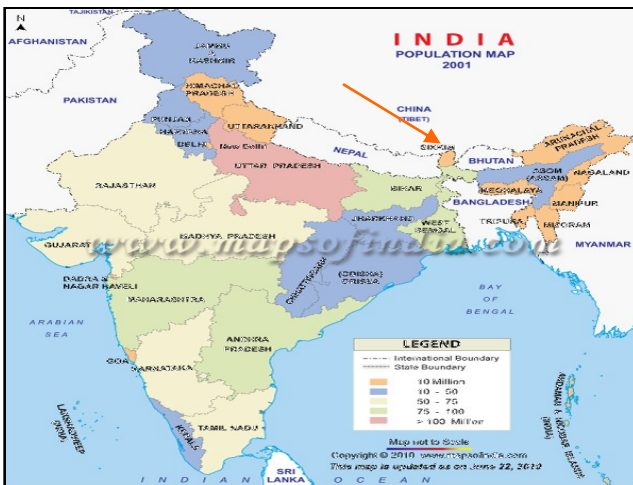 TAJIKISTAN
N
AFGHANISTAN
JAMMU
&
KASHMIR
INDIA
POPULATION MAP
2001
HIMACHAL
PRADESH
PAKISTAN
PUNJAB
UTTARAKHAND
CHINA
(TIBET)
HARYANA
DELHI
New Delhi
NEPAL
SIKKIM
BHUTAN
ARUNACHAL
PRADESH
UTTAR PRADESH
ASOM
(ASSAM)
NAGALAND
RAJASTHAN
BIHAR
MEGHALAYA
BANGLADESH
MANIPUR
JHARKHAND
TRIPURA
MIZORAM
GUJARAT
MADHYA PRADESH
WEST
BENGAL
www.mapsofindia.com
MYANMAR
CHHATTISGARH
(ODISHA)
ORISSA
DADRA &
NAGAR HAVELI
MAHARASHTRA
BAY
OF
BENGAL
ARABIAN
SEA
ANDHRA
PRADESH
GOA
KARNATAKA
LEGEND
International Boundary
State Boundary
10 Million
10 - 50
50 - 75
75 - 100
> 100 Million
LAKSHADWEEP
(INDIA)
KERALA
TAMIL NADU
ANDAMAN & NICOBAR ISLANDS
(INDIA)
Map not to Scale
Copyright © 2010 www.mapsofindia.com
This map is updated as on June 22, 2010
SRI
LANKA
INDIAN OCEAN